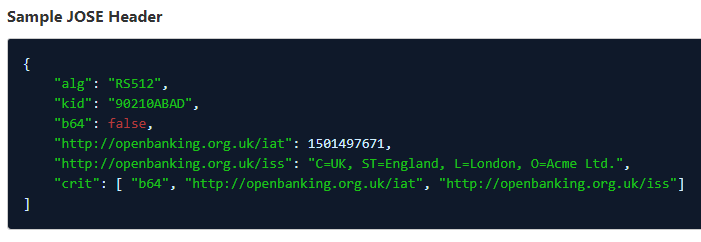 Sample JOSE Header
{
    "alg": "RS512",
    "kid": "90210ABAD",
    "b64": false,
    "http://openbanking.org.uk/iat": 1501497671,
    "http://openbanking.org.uk/iss": "C=UK, ST=England, L=London, O=Acme Ltd.",
    "crit": [ "b64", "http://openbanking.org.uk/iat", "http://openbanking.org.uk/iss"]
]